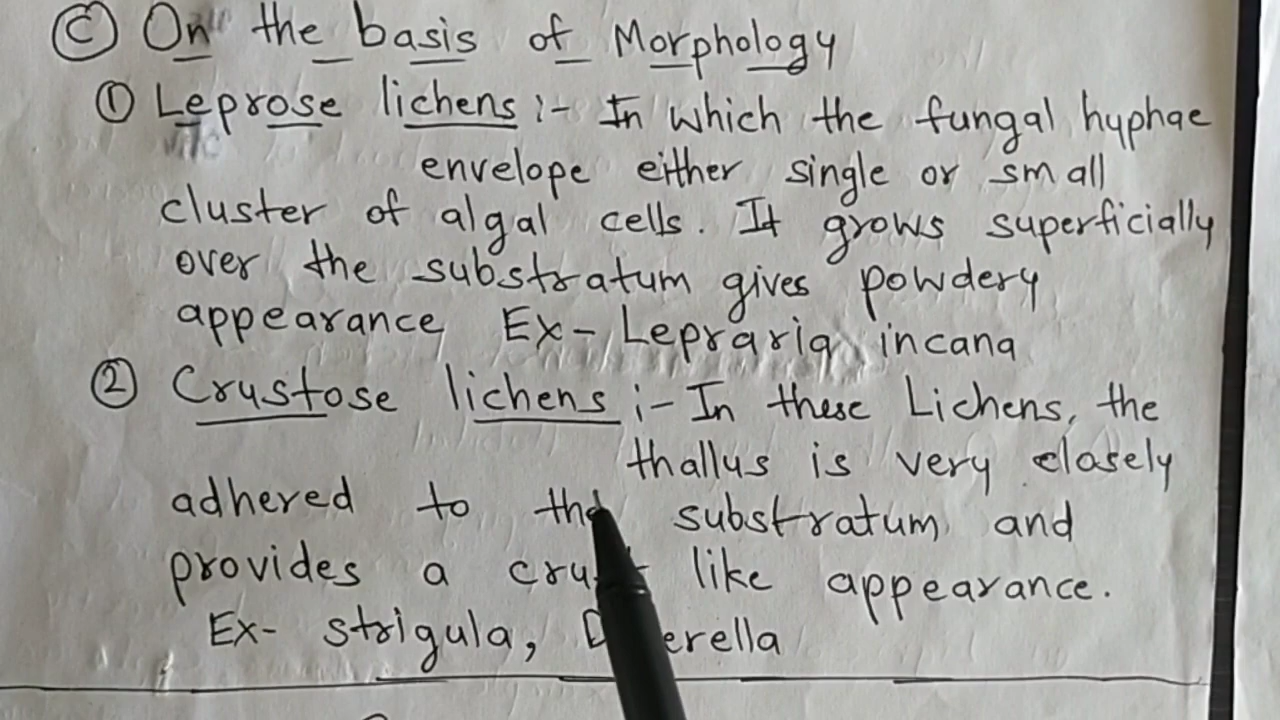 Ⓒ On the basis of Morphology
① Leprose lichens :- In which the fungal hyphae
envelope either single or small
cluster of algal cells. It grows superficially
over the substratum gives powdery
appearance Ex- Lepraria incana
② Crustose lichens :- In these Lichens, the
thallus is very closely
adhered to the substratum and
provides a like appearance.
Ex- strigula,